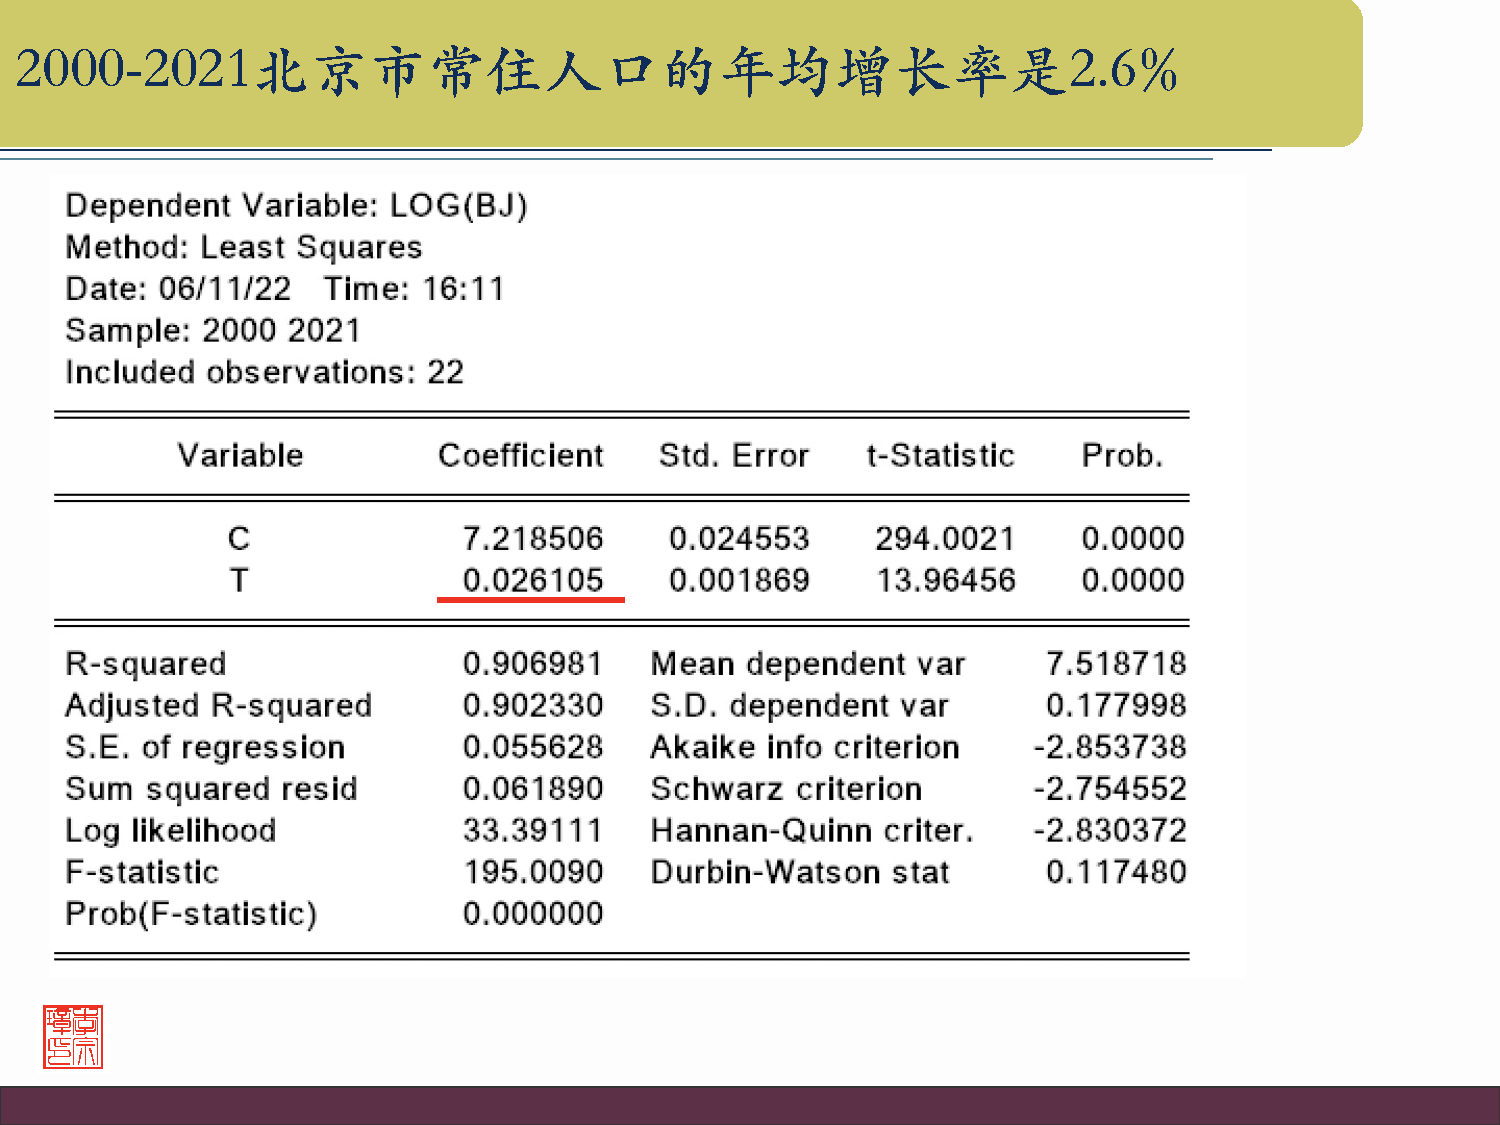 2000-2021北京市常住人口的年均增长率是2.6%
Dependent Variable: LOG(BJ)
Method: Least Squares
Date: 06/11/22 Time: 16:11
Sample: 2000 2021
Included observations: 22
Variable Coefficient Std. Error t-Statistic Prob.
C 7.218506 0.024553 294.0021 0.0000
T 0.026105 0.001869 13.96456 0.0000
R-squared 0.906981 Mean dependent var 7.518718
Adjusted R-squared 0.902330 S.D. dependent var 0.177998
S.E. of regression 0.055628 Akaike info criterion -2.853738
Sum squared resid 0.061890 Schwarz criterion -2.754552
Log likelihood 33.39111 Hannan-Quinn criter. -2.830372
F-statistic 195.0090 Durbin-Watson stat 0.117480
Prob(F-statistic) 0.000000
李宗
璋印